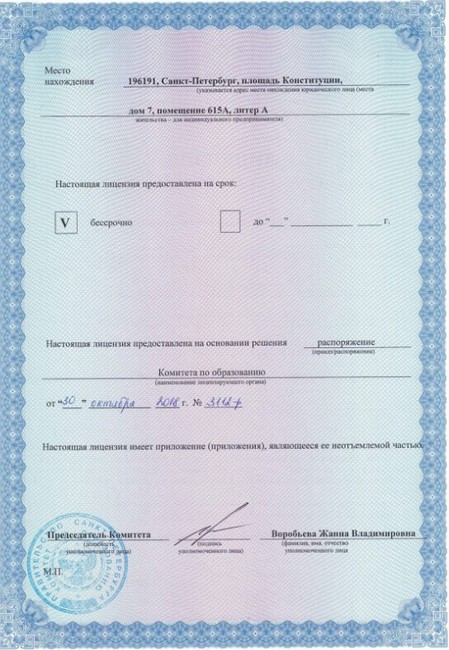 Место
нахождения 196191, Санкт-Петербург, площадь Конституции,
(указывается адрес места нахождения юридического лица (места
дом 7, помещение 615А, литер А
жительства – для индивидуального предпринимателя)
Настоящая лицензия предоставлена на срок:
V бессрочно до “___” ____________ ____ г.
Настоящая лицензия предоставлена на основании решения распоряжение
(приказ/распоряжение)
Комитета по образованию
(наименование лицензирующего органа)
от “30” октября 2018 г. № 3112-р
Настоящая лицензия имеет приложение (приложения), являющееся ее неотъемлемой частью.
Председатель Комитета Воробьева Жанна Владимировна
(должность (подпись (фамилия, имя, отчество
уполномоченного лица) уполномоченного лица) уполномоченного лица)
М.П.